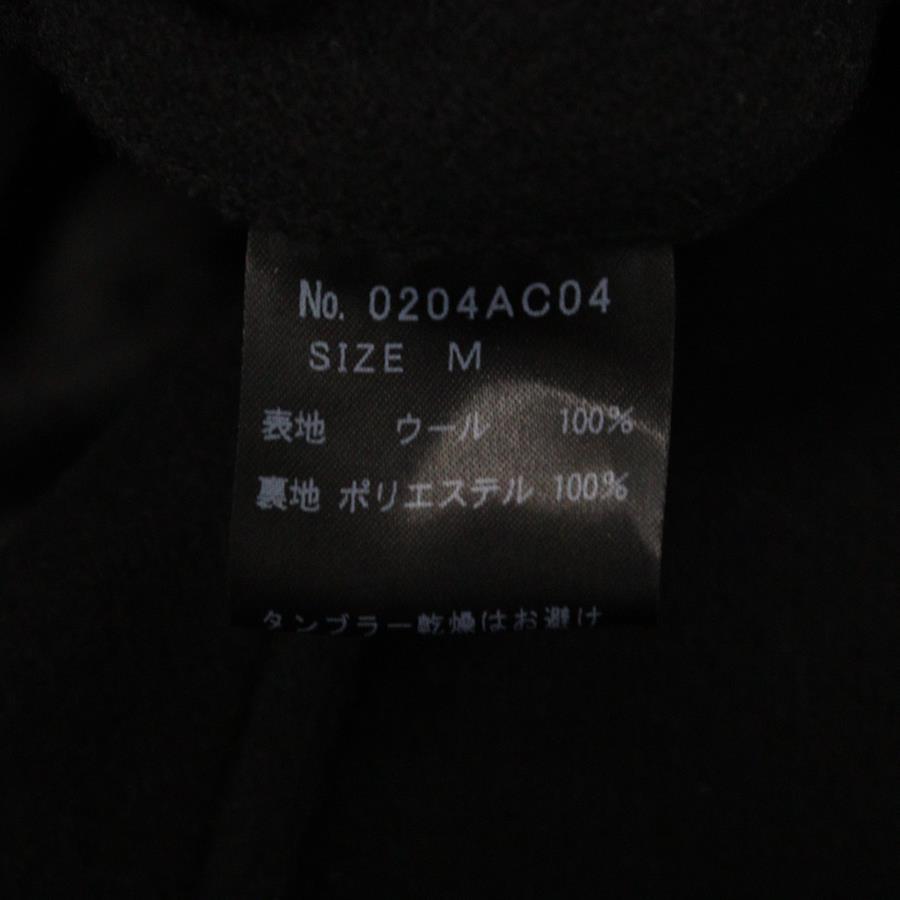 No. 0204AC04
SIZE M
表地 ウール 100%
裏地 ポリエステル 100%
タンブラー乾燥はお避け